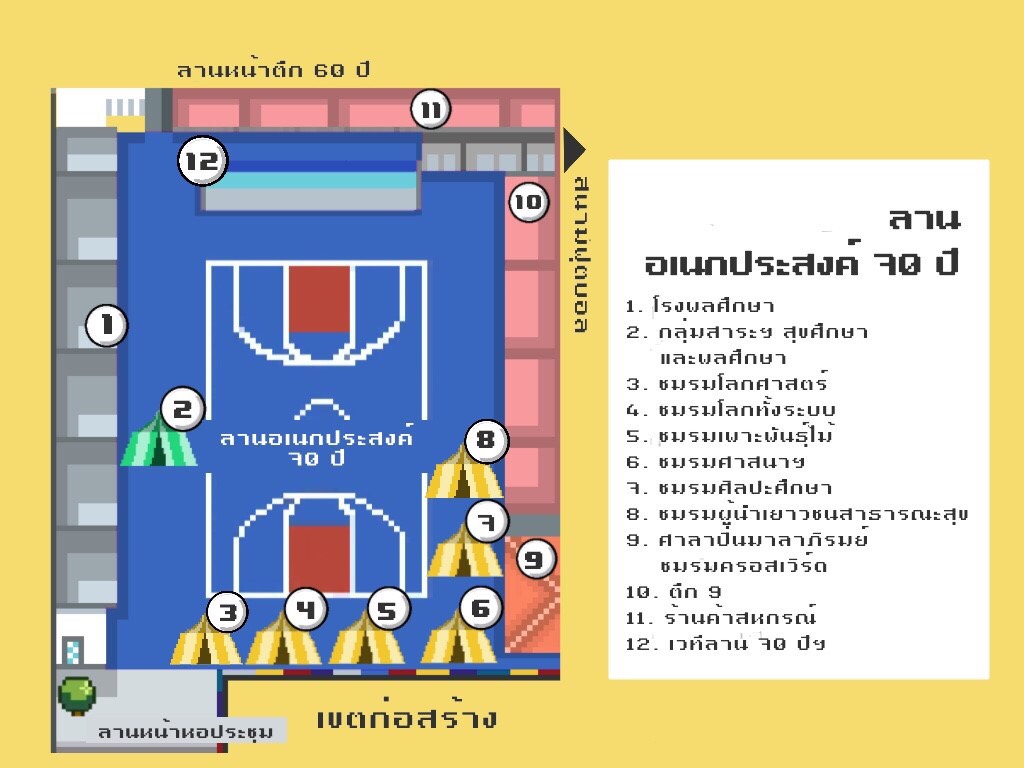 ลานหน้าตึก 60 ปี
11
12
10
สนามฟุตบอล
1
2
ลานอเนกประสงค์
70 ปี
8
7
9
3
4
5
6
เขตก่อสร้าง
ลานหน้าหอประชุม
ลาน
อเนกประสงค์ 70 ปี
1. โรงพลศึกษา
2. กลุ่มสาระฯ สุขศึกษา
และพลศึกษา
3. ชมรมโลกศาสตร์
4. ชมรมโลกทั้งระบบ
5. ชมรมเพาะพันธุ์ไม้
6. ชมรมศาสนาฯ
7. ชมรมศิลปะศึกษา
8. ชมรมผู้นำเยาวชนสาธารณะสุข
9. ศาลาปิ่นมาลาภิรมย์
ชมรมครอสเวิร์ด
10. ตึก 9
11. ร้านค้าสหกรณ์
12. เวทีลาน 70 ปีฯ